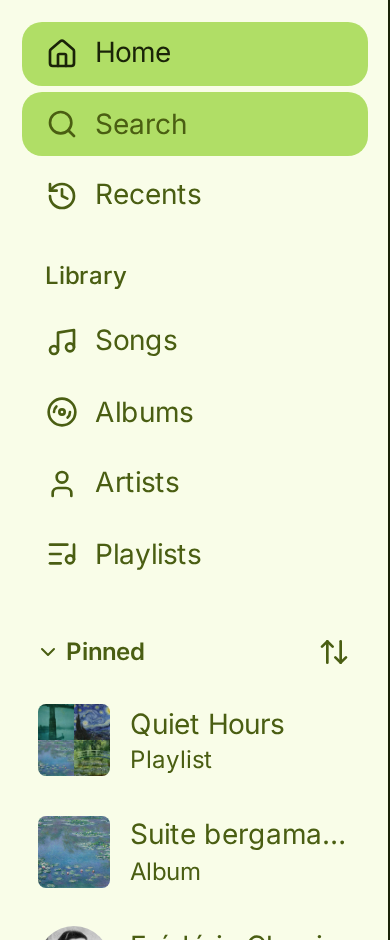 Home
Search
Recents
Library
Songs
Albums
Artists
Playlists
Pinned
Quiet Hours
Playlist
Suite bergama...
Album